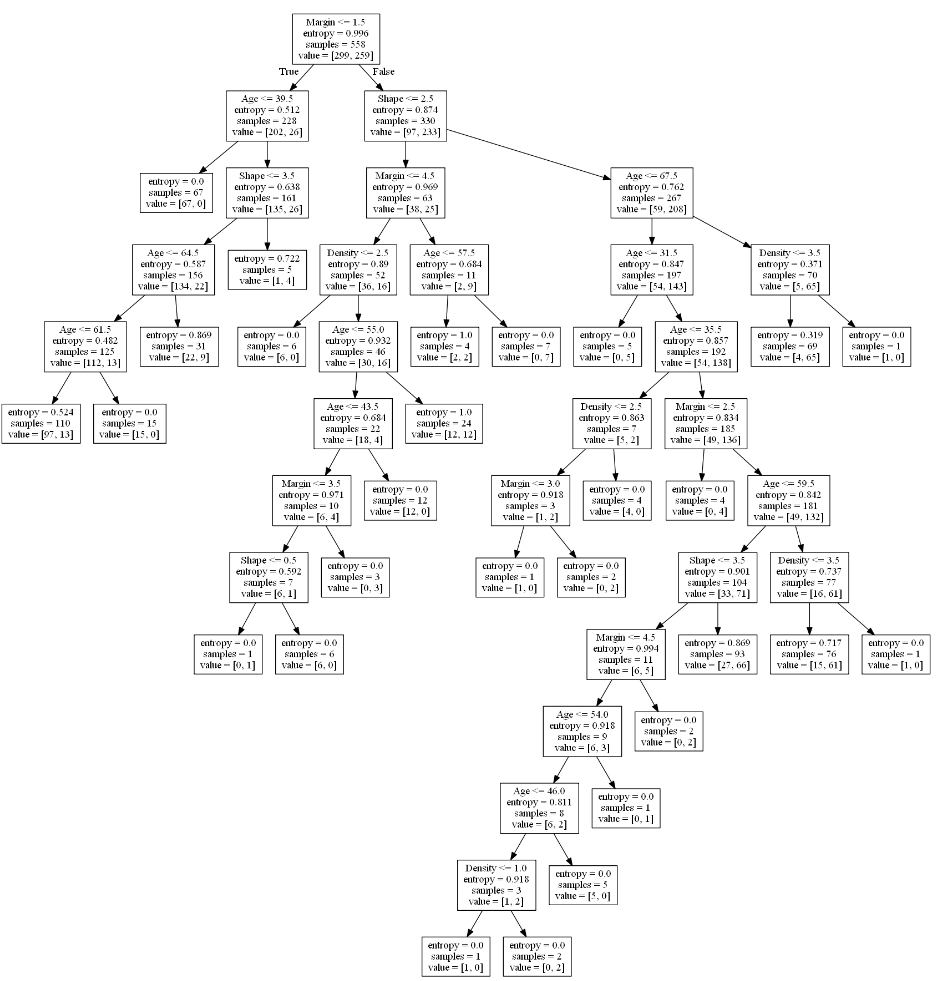 Margin <= 1.5
entropy = 0.996
samples = 558
value = [299, 259]
True
False
Age <= 39.5
entropy = 0.512
samples = 228
value = [202, 26]
Shape <= 2.5
entropy = 0.874
samples = 330
value = [97, 233]
entropy = 0.0
samples = 67
value = [67, 0]
Shape <= 3.5
entropy = 0.638
samples = 161
value = [135, 26]
Margin <= 4.5
entropy = 0.969
samples = 63
value = [38, 25]
Age <= 67.5
entropy = 0.762
samples = 267
value = [59, 208]
Age <= 64.5
entropy = 0.587
samples = 156
value = [134, 22]
entropy = 0.722
samples = 5
value = [1, 4]
Density <= 2.5
entropy = 0.89
samples = 52
value = [36, 16]
Age <= 57.5
entropy = 0.684
samples = 11
value = [2, 9]
Age <= 31.5
entropy = 0.847
samples = 197
value = [54, 143]
Density <= 3.5
entropy = 0.371
samples = 70
value = [5, 65]
Age <= 61.5
entropy = 0.482
samples = 125
value = [112, 13]
entropy = 0.869
samples = 31
value = [22, 9]
entropy = 0.0
samples = 6
value = [6, 0]
Age <= 55.0
entropy = 0.932
samples = 46
value = [30, 16]
entropy = 1.0
samples = 4
value = [2, 2]
entropy = 0.0
samples = 7
value = [0, 7]
entropy = 0.0
samples = 5
value = [0, 5]
Age <= 35.5
entropy = 0.857
samples = 192
value = [54, 138]
entropy = 0.319
samples = 69
value = [4, 65]
entropy = 0.0
samples = 1
value = [1, 0]
entropy = 0.524
samples = 110
value = [97, 13]
entropy = 0.0
samples = 15
value = [15, 0]
Age <= 43.5
entropy = 0.684
samples = 22
value = [18, 4]
entropy = 1.0
samples = 24
value = [12, 12]
Density <= 2.5
entropy = 0.863
samples = 7
value = [5, 2]
Margin <= 2.5
entropy = 0.834
samples = 185
value = [49, 136]
Margin <= 3.5
entropy = 0.971
samples = 10
value = [6, 4]
entropy = 0.0
samples = 12
value = [12, 0]
Margin <= 3.0
entropy = 0.918
samples = 3
value = [1, 2]
entropy = 0.0
samples = 4
value = [4, 0]
entropy = 0.0
samples = 4
value = [0, 4]
Age <= 59.5
entropy = 0.842
samples = 181
value = [49, 132]
Shape <= 0.5
entropy = 0.592
samples = 7
value = [6, 1]
entropy = 0.0
samples = 3
value = [0, 3]
entropy = 0.0
samples = 1
value = [1, 0]
entropy = 0.0
samples = 2
value = [0, 2]
Shape <= 3.5
entropy = 0.901
samples = 104
value = [33, 71]
Density <= 3.5
entropy = 0.737
samples = 77
value = [16, 61]
entropy = 0.0
samples = 1
value = [0, 1]
entropy = 0.0
samples = 6
value = [6, 0]
Margin <= 4.5
entropy = 0.994
samples = 11
value = [6, 5]
entropy = 0.869
samples = 93
value = [27, 66]
entropy = 0.717
samples = 76
value = [15, 61]
entropy = 0.0
samples = 1
value = [1, 0]
Age <= 54.0
entropy = 0.918
samples = 9
value = [6, 3]
entropy = 0.0
samples = 2
value = [0, 2]
Age <= 46.0
entropy = 0.811
samples = 8
value = [6, 2]
entropy = 0.0
samples = 1
value = [0, 1]
Density <= 1.0
entropy = 0.918
samples = 3
value = [1, 2]
entropy = 0.0
samples = 5
value = [5, 0]
entropy = 0.0
samples = 1
value = [1, 0]
entropy = 0.0
samples = 2
value = [0, 2]